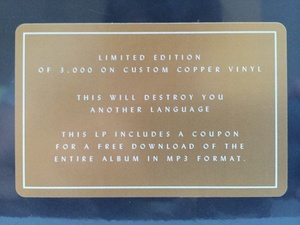 LIMITED EDITION
OF 3,000 ON CUSTOM COPPER VINYL
THIS WILL DESTROY YOU
ANOTHER LANGUAGE
THIS LP INCLUDES A COUPON
FOR A FREE DOWNLOAD OF THE
ENTIRE ALBUM IN MP3 FORMAT.